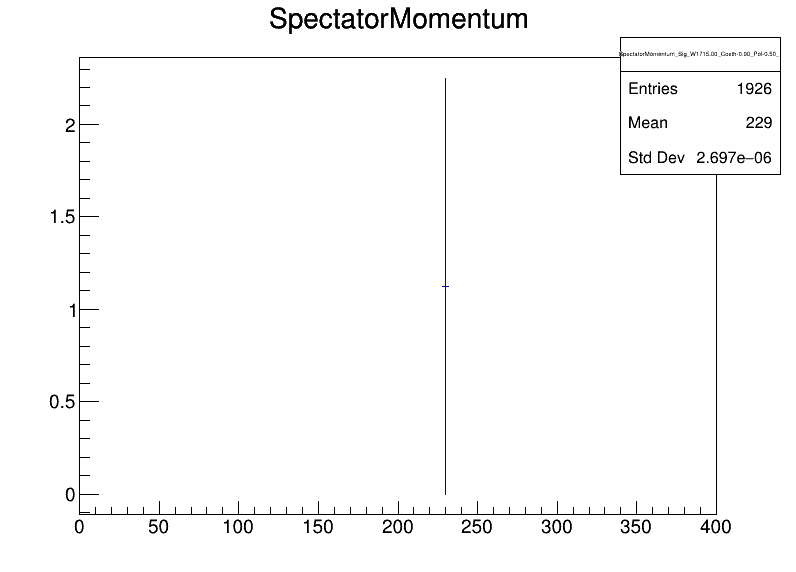 SpectatorMomentum
SpectatorMomentum_Sig_W1715.00_Costh-0.90_Pol-0.50_
Entries 1926
Mean 229
Std Dev 2.697e−06
2
1.5
1
0.5
0
0 50 100 150 200 250 300 350 400